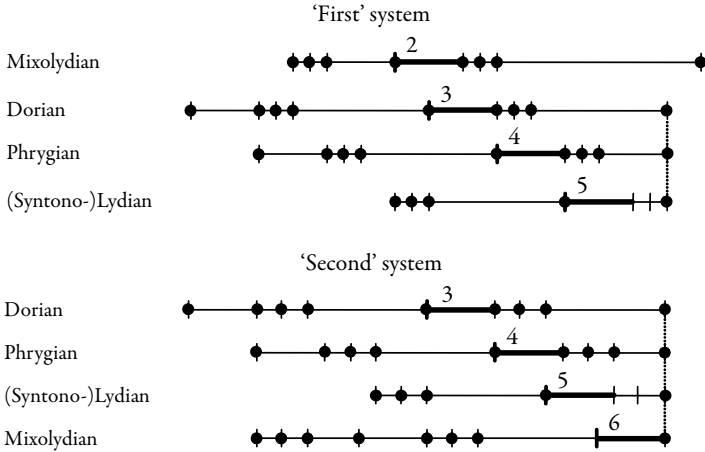 ‘First’ system
Mixolydian 2
Dorian 3
Phrygian 4
(Syntono-)Lydian 5
‘Second’ system
Dorian 3
Phrygian 4
(Syntono-)Lydian 5
Mixolydian 6